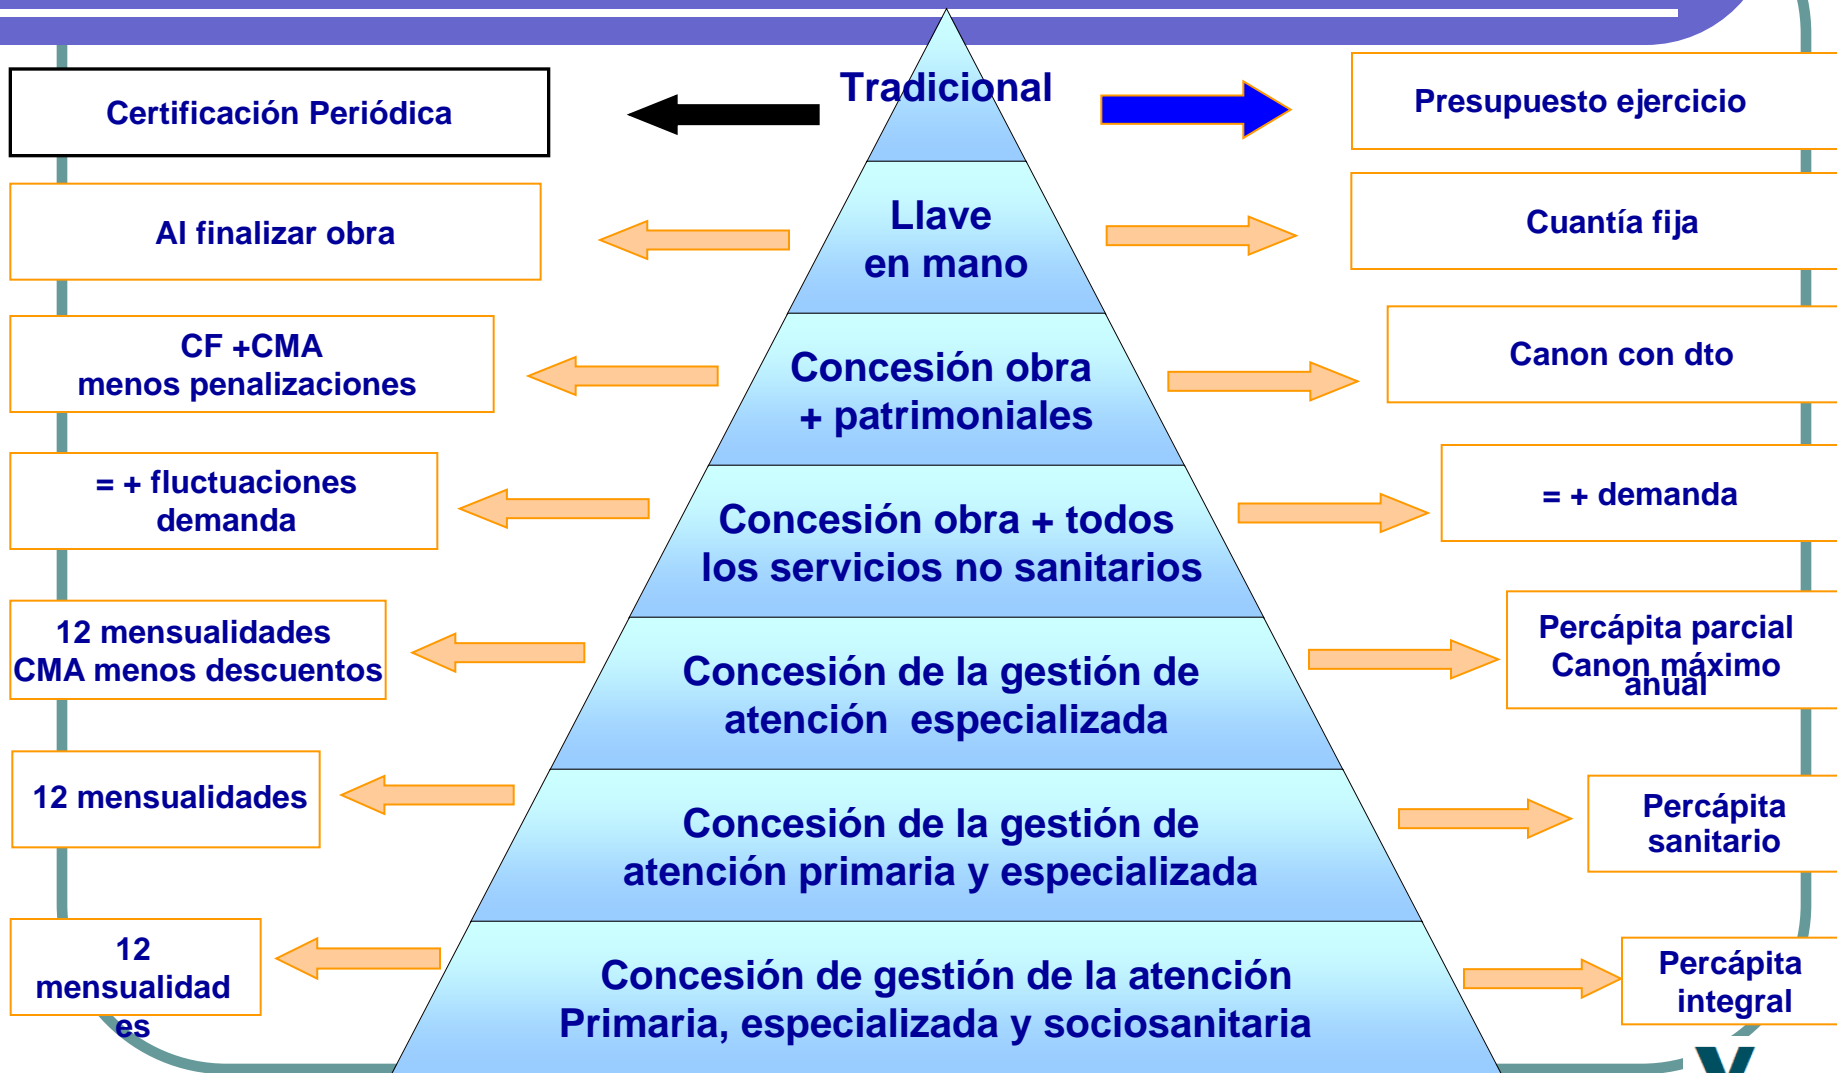 Tradicional
Certificación Periódica
Presupuesto ejercicio
Llave
en mano
Al finalizar obra
Cuantía fija
Concesión obra
+ patrimoniales
CF +CMA
menos penalizaciones
Canon con dto
Concesión obra + todos
los servicios no sanitarios
= + fluctuaciones
demanda
= + demanda
Concesión de la gestión de
atención especializada
12 mensualidades
CMA menos descuentos
Percápita parcial
Canon máximo
anual
Concesión de la gestión de
atención primaria y especializada
12 mensualidades
Percápita
sanitario
Concesión de gestión de la atención
Primaria, especializada y sociosanitaria
12
mensualidad
es
Percápita
integral